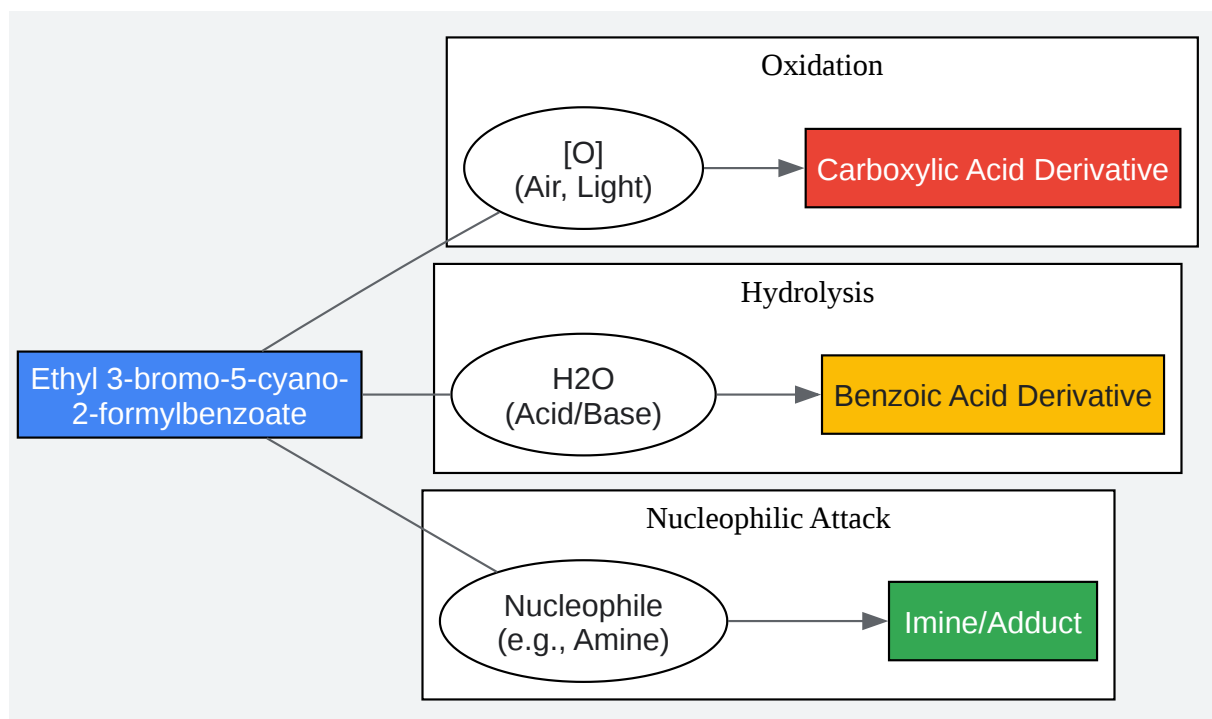 Oxidation
[O]
(Air, Light)
Carboxylic Acid Derivative
Hydrolysis
Ethyl 3-bromo-5-cyano-
2-formylbenzoate
H2O
(Acid/Base)
Benzoic Acid Derivative
Nucleophilic Attack
Nucleophile
(e.g., Amine)
Imine/Adduct